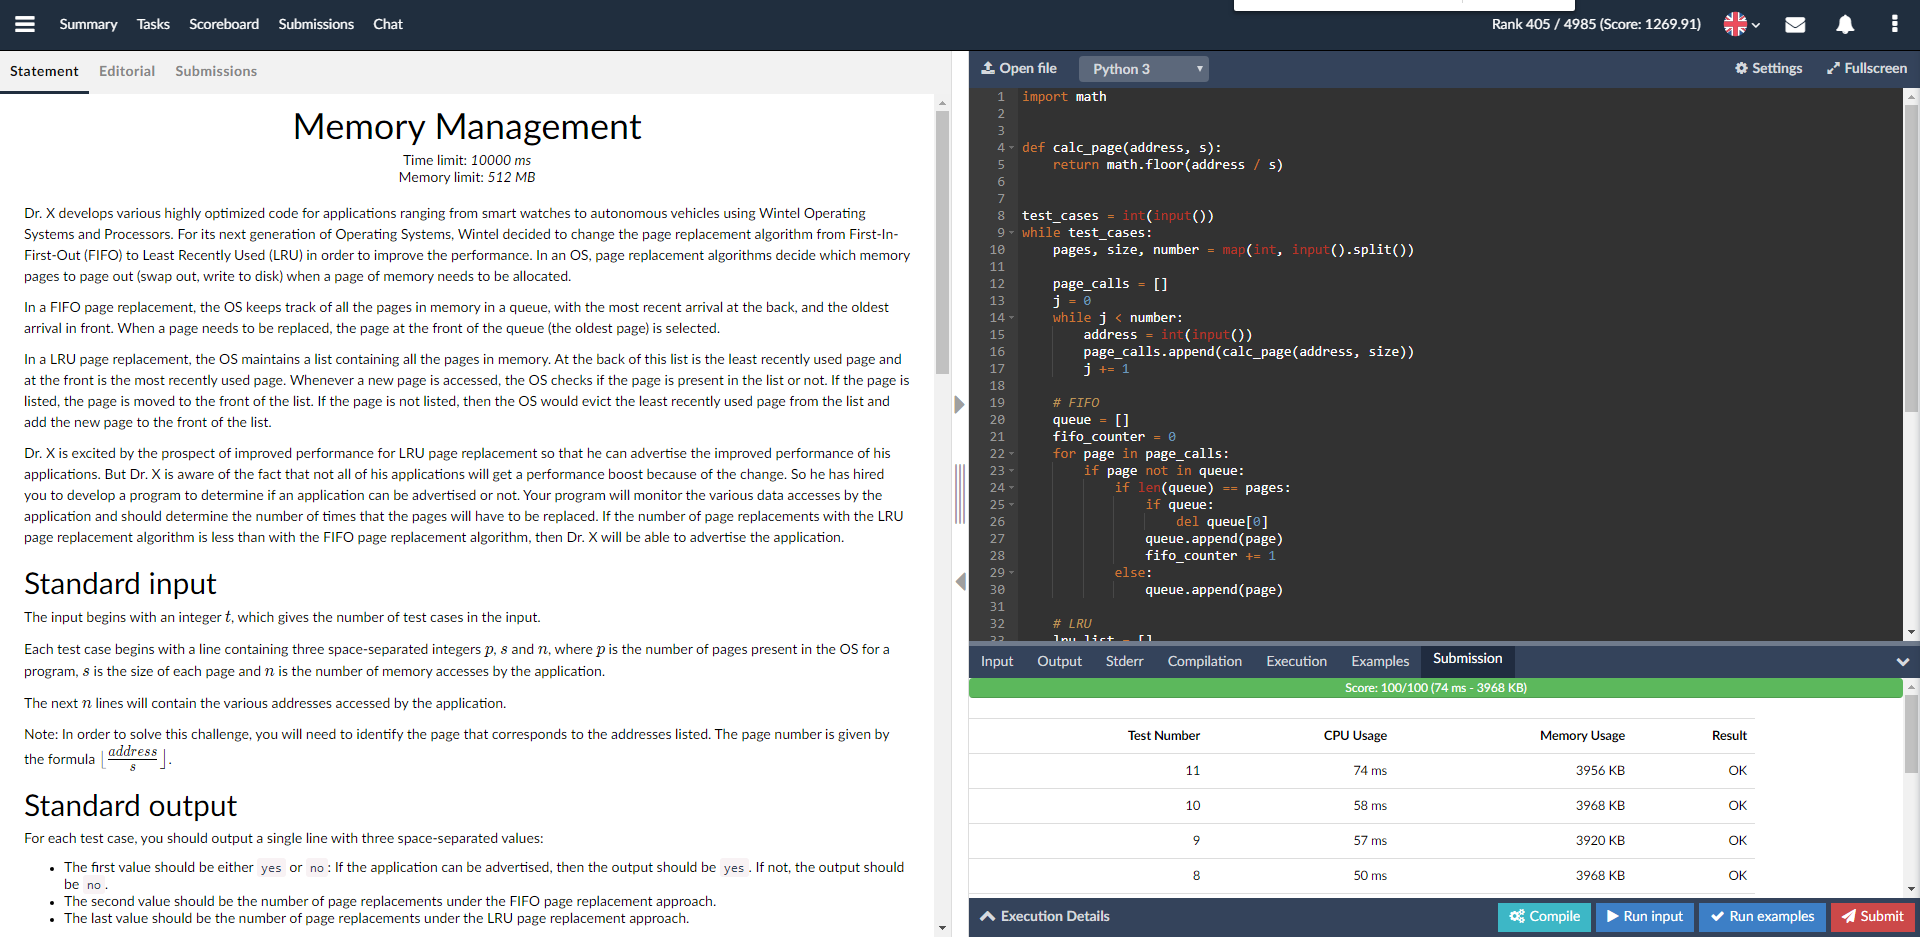 Summary Tasks Scoreboard Submissions Chat
Rank 405 / 4985 (Score: 1269.91)
Statement Editorial Submissions
Memory Management
Time limit: 10000 ms
Memory limit: 512 MB
Dr. X develops various highly optimized code for applications ranging from smart watches to autonomous vehicles using Wintel Operating
Systems and Processors. For its next generation of Operating Systems, Wintel decided to change the page replacement algorithm from First-In-
First-Out (FIFO) to Least Recently Used (LRU) in order to improve the performance. In an OS, page replacement algorithms decide which memory
pages to page out (swap out, write to disk) when a page of memory needs to be allocated.
In a FIFO page replacement, the OS keeps track of all the pages in memory in a queue, with the most recent arrival at the back, and the oldest
arrival in front. When a page needs to be replaced, the page at the front of the queue (the oldest page) is selected.
In a LRU page replacement, the OS maintains a list containing all the pages in memory. At the back of this list is the least recently used page and
at the front is the most recently used page. Whenever a new page is accessed, the OS checks if the page is present in the list or not. If the page is
listed, the page is moved to the front of the list. If the page is not listed, then the OS would evict the least recently used page from the list and
add the new page to the front of the list.
Dr. X is excited by the prospect of improved performance for LRU page replacement so that he can advertise the improved performance of his
applications. But Dr. X is aware of the fact that not all of his applications will get a performance boost because of the change. So he has hired
you to develop a program to determine if an application can be advertised or not. Your program will monitor the various data accesses by the
application and should determine the number of times that the pages will have to be replaced. If the number of page replacements with the LRU
page replacement algorithm is less than with the FIFO page replacement algorithm, then Dr. X will be able to advertise the application.
Standard input
The input begins with an integer t, which gives the number of test cases in the input.
Each test case begins with a line containing three space-separated integers p, s and n, where p is the number of pages present in the OS for a
program, s is the size of each page and n is the number of memory accesses by the application.
The next n lines will contain the various addresses accessed by the application.
Note: In order to solve this challenge, you will need to identify the page that corresponds to the addresses listed. The page number is given by
the formula ⌊address/s⌋.
Standard output
For each test case, you should output a single line with three space-separated values:
• The first value should be either yes or no: If the application can be advertised, then the output should be yes. If not, the output should
be no.
• The second value should be the number of page replacements under the FIFO page replacement approach.
• The last value should be the number of page replacements under the LRU page replacement approach.
Open file Python 3 Settings Fullscreen
1 import math
2
3
4 def calc_page(address, s):
5     return math.floor(address / s)
6
7
8 test_cases = int(input())
9 while test_cases:
10     pages, size, number = map(int, input().split())
11
12     page_calls = []
13     j = 0
14     while j < number:
15         address = int(input())
16         page_calls.append(calc_page(address, size))
17         j += 1
18
19     # FIFO
20     queue = []
21     fifo_counter = 0
22     for page in page_calls:
23         if page not in queue:
24             if len(queue) == pages:
25                 if queue:
26                     del queue[0]
27                 queue.append(page)
28                 fifo_counter += 1
29             else:
30                 queue.append(page)
31
32     # LRU
33     lru_list = []
Input Output Stderr Compilation Execution Examples Submission
Score: 100/100 (74 ms - 3968 KB)
Test Number CPU Usage Memory Usage Result
11 74 ms 3956 KB OK
10 58 ms 3968 KB OK
9 57 ms 3920 KB OK
8 50 ms 3968 KB OK
Execution Details Compile Run input Run examples Submit